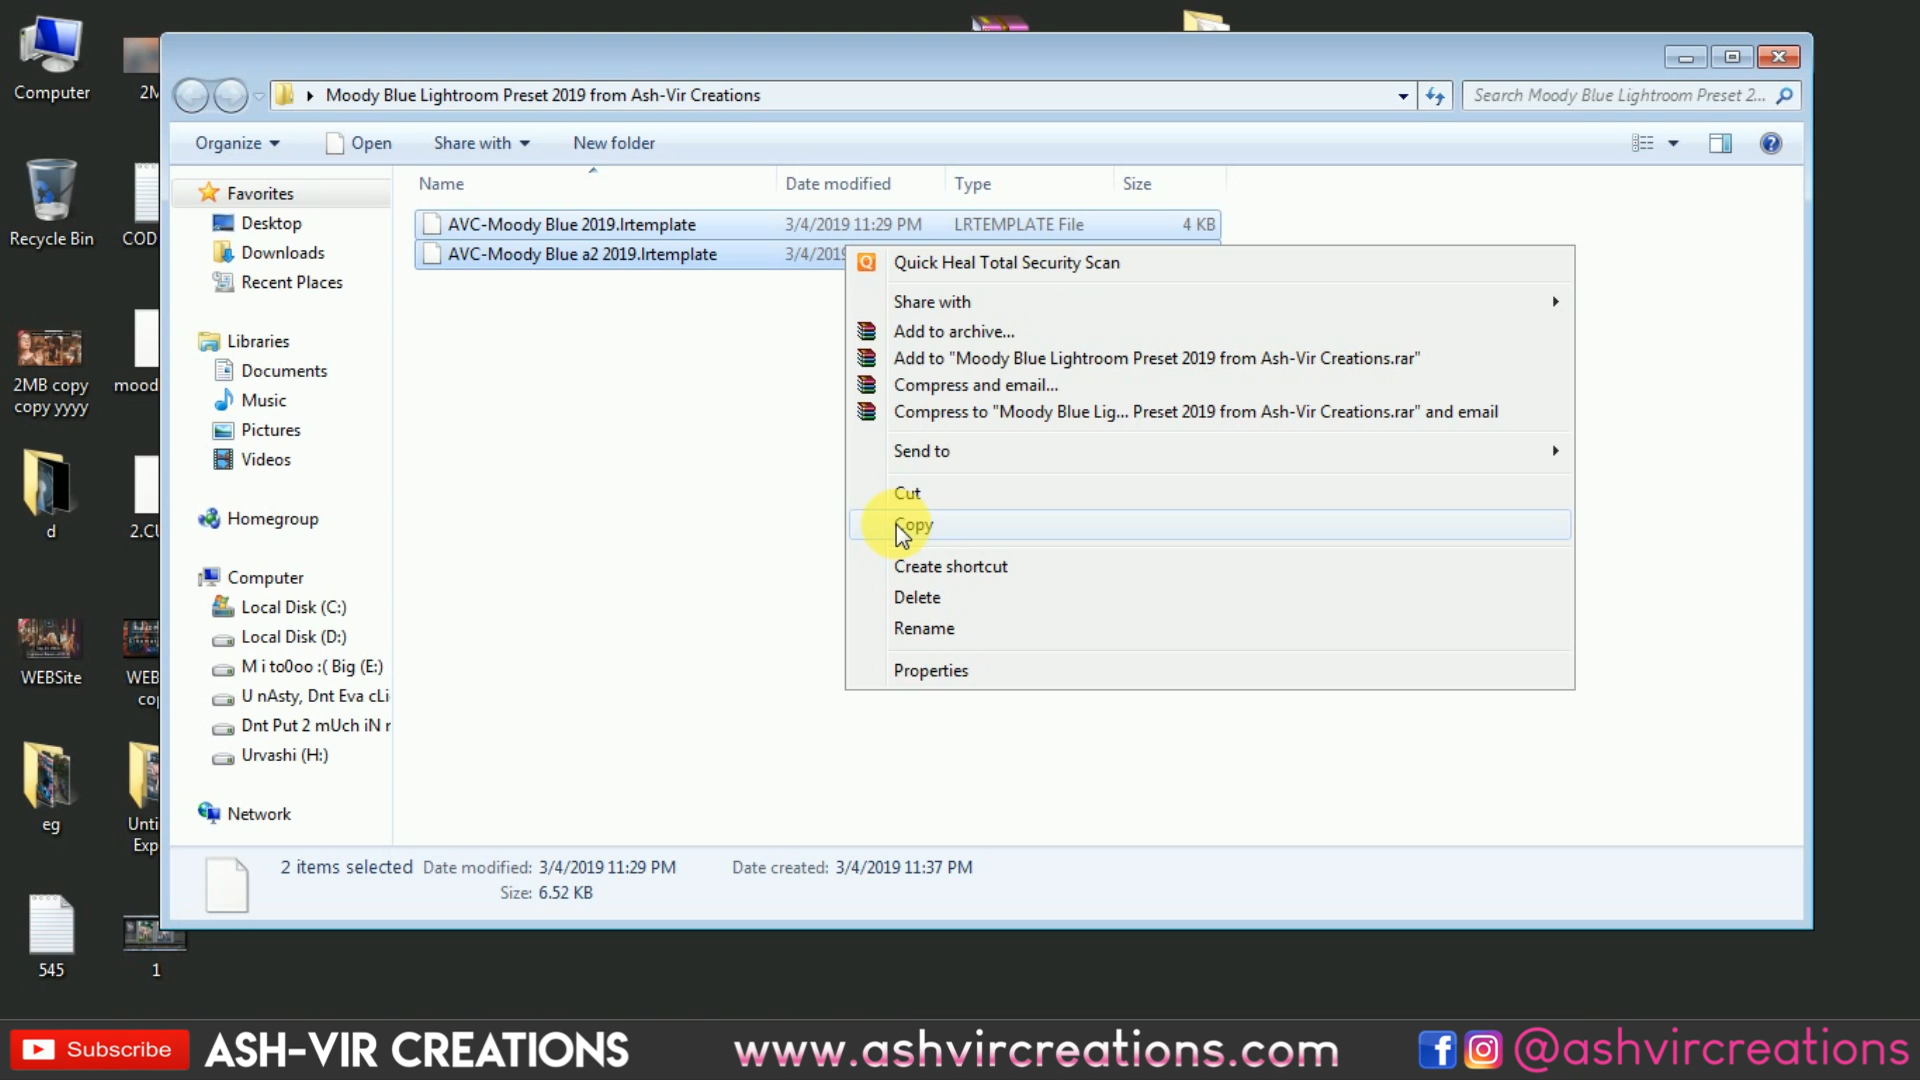 Computer
2M
Recycle Bin
COD
2MB copy
copy yyyy
mood
d
2.CU
WEBSite
WEB
cop
eg
Unti
Exp
545
1
Moody Blue Lightroom Preset 2019 from Ash-Vir Creations
Search Moody Blue Lightroom Preset 2...
Organize
Open
Share with
New folder
Name
Date modified
Type
Size
Favorites
Desktop
Downloads
Recent Places
Libraries
Documents
Music
Pictures
Videos
Homegroup
Computer
Local Disk (C:)
Local Disk (D:)
M i to0oo :( Big (E:)
U nAsty, Dnt Eva cLi
Dnt Put 2 mUch iN r
Urvashi (H:)
Network
AVC-Moody Blue 2019.lrtemplate 3/4/2019 11:29 PM LRTEMPLATE File 4 KB
AVC-Moody Blue a2 2019.lrtemplate 3/4/2019
Quick Heal Total Security Scan
Share with
Add to archive...
Add to "Moody Blue Lightroom Preset 2019 from Ash-Vir Creations.rar"
Compress and email...
Compress to "Moody Blue Lig... Preset 2019 from Ash-Vir Creations.rar" and email
Send to
Cut
Copy
Create shortcut
Delete
Rename
Properties
2 items selected Date modified: 3/4/2019 11:29 PM Date created: 3/4/2019 11:37 PM
Size: 6.52 KB
Subscribe
ASH-VIR CREATIONS
www.ashvircreations.com
@ashvircreations